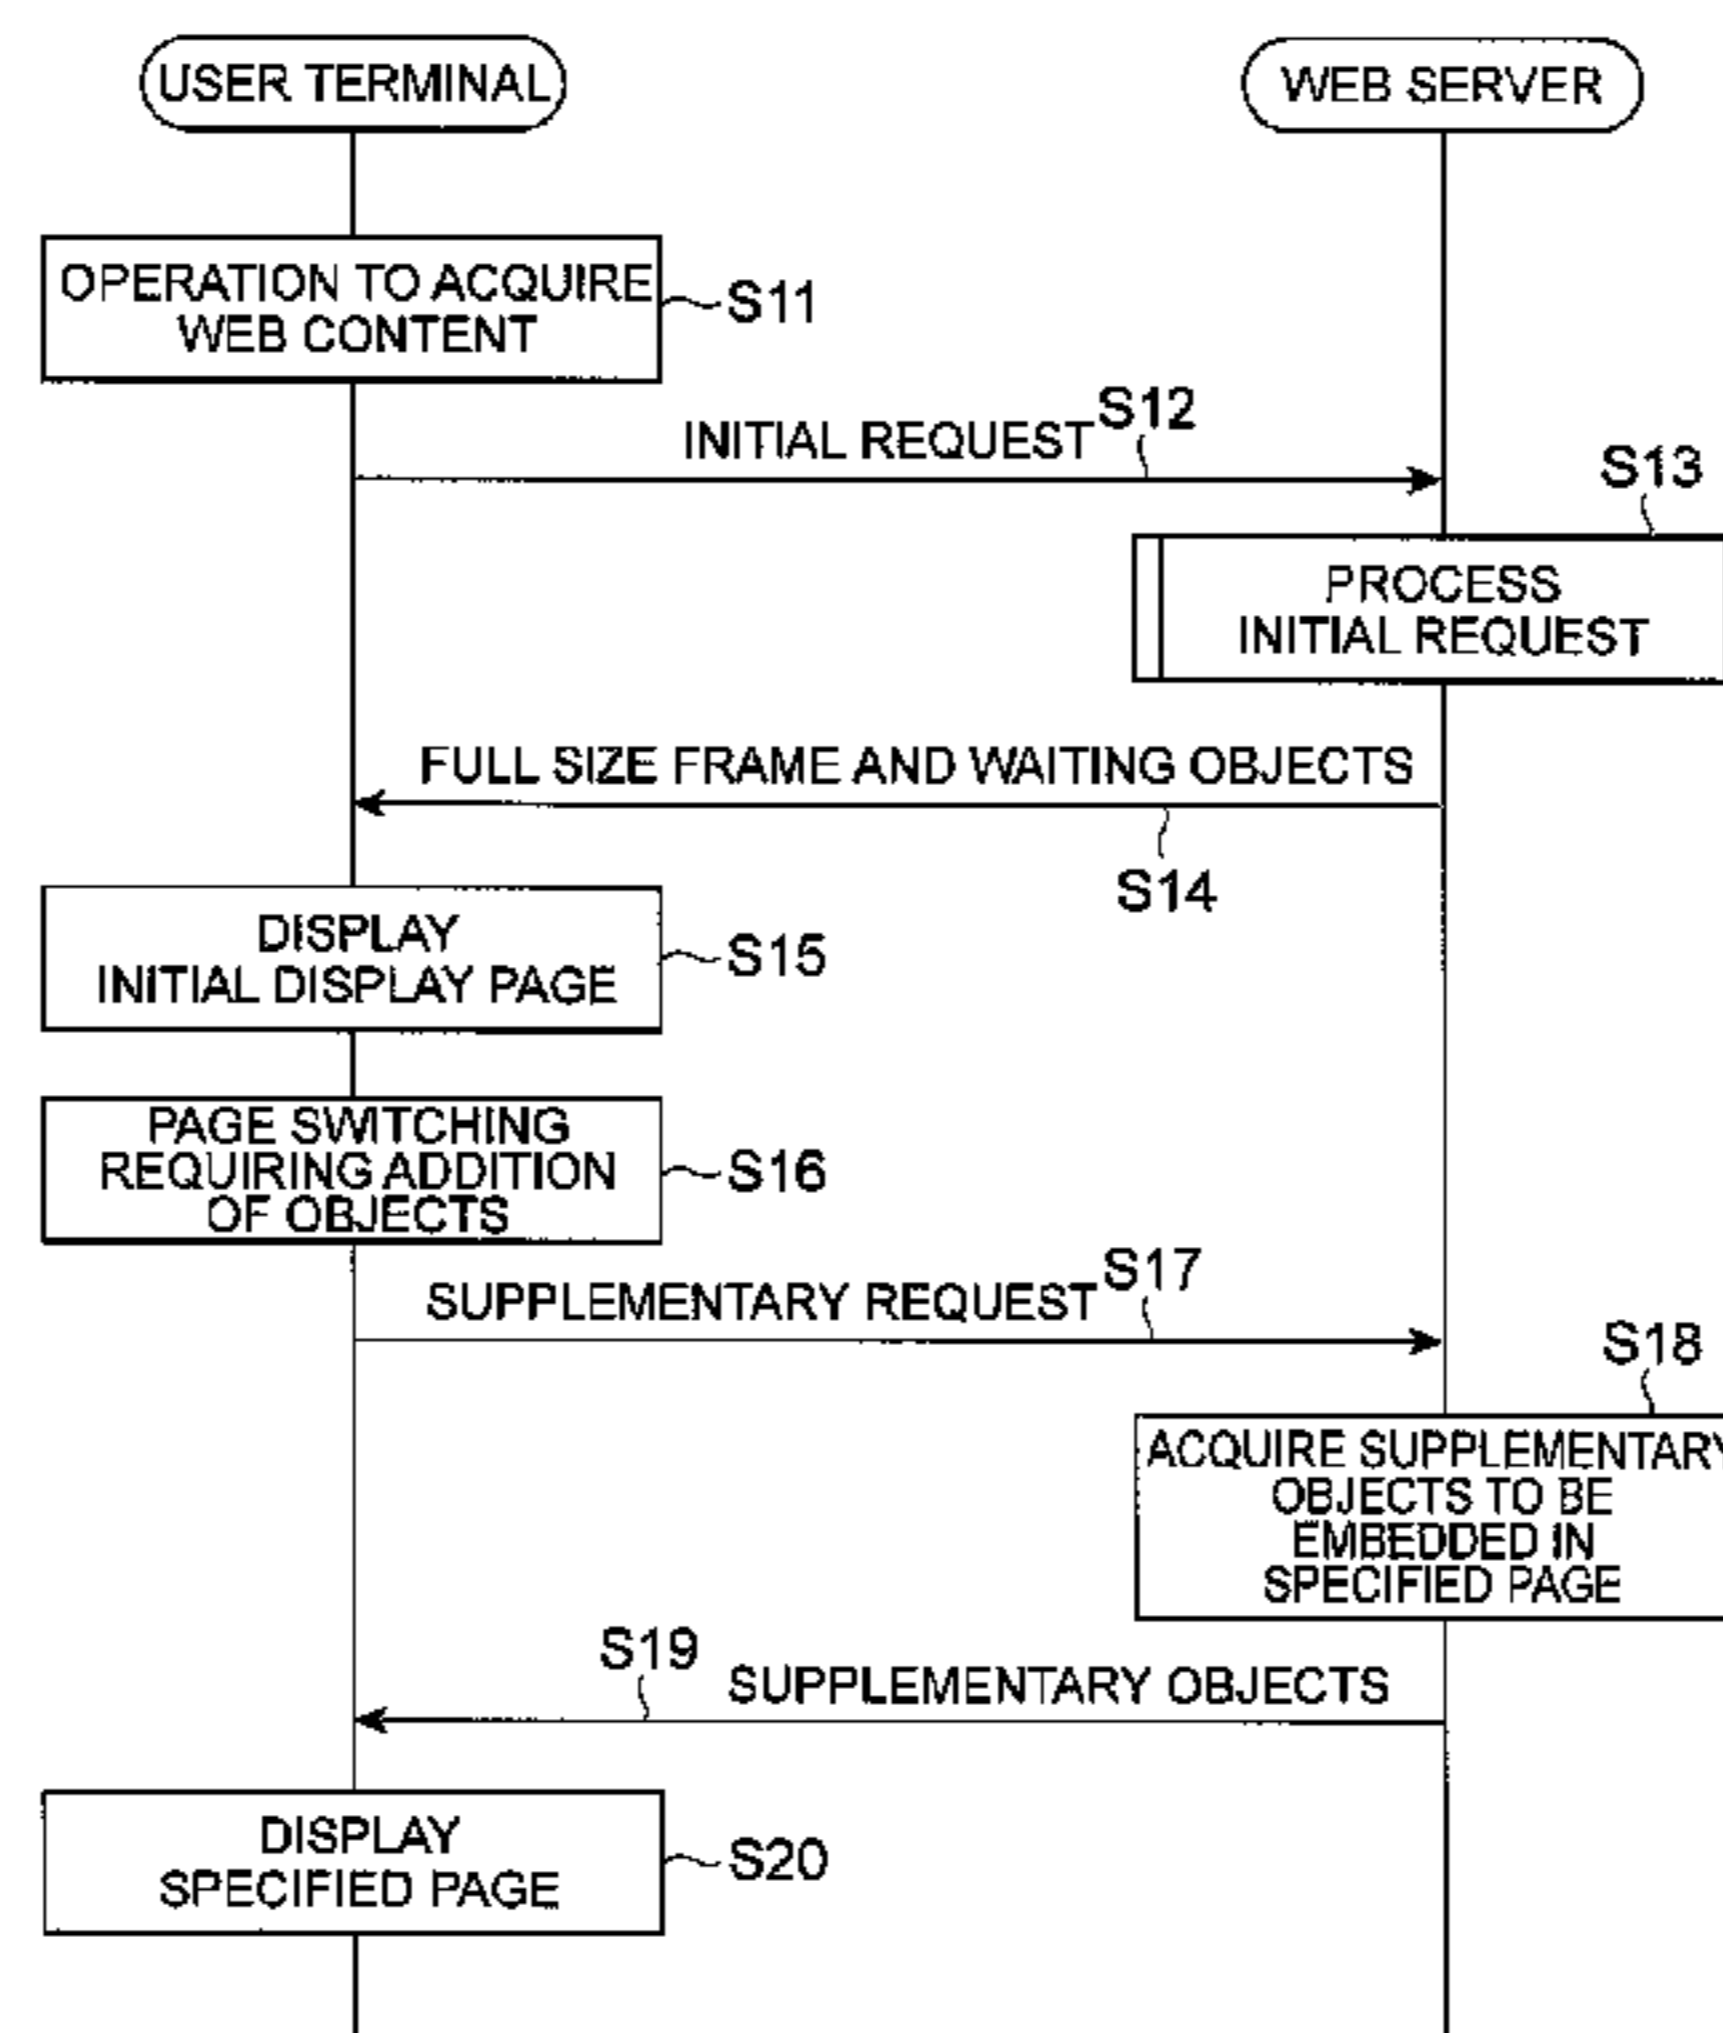 USER TERMINAL
WEB SERVER
OPERATION TO ACQUIRE
WEB CONTENT
S11
INITIAL REQUEST
S12
S13
PROCESS
INITIAL REQUEST
FULL SIZE FRAME AND WAITING OBJECTS
S14
DISPLAY
INITIAL DISPLAY PAGE
S15
PAGE SWITCHING
REQUIRING ADDITION
OF OBJECTS
S16
SUPPLEMENTARY REQUEST
S17
S18
ACQUIRE SUPPLEMENTARY
OBJECTS TO BE
EMBEDDED IN
SPECIFIED PAGE
S19
SUPPLEMENTARY OBJECTS
DISPLAY
SPECIFIED PAGE
S20